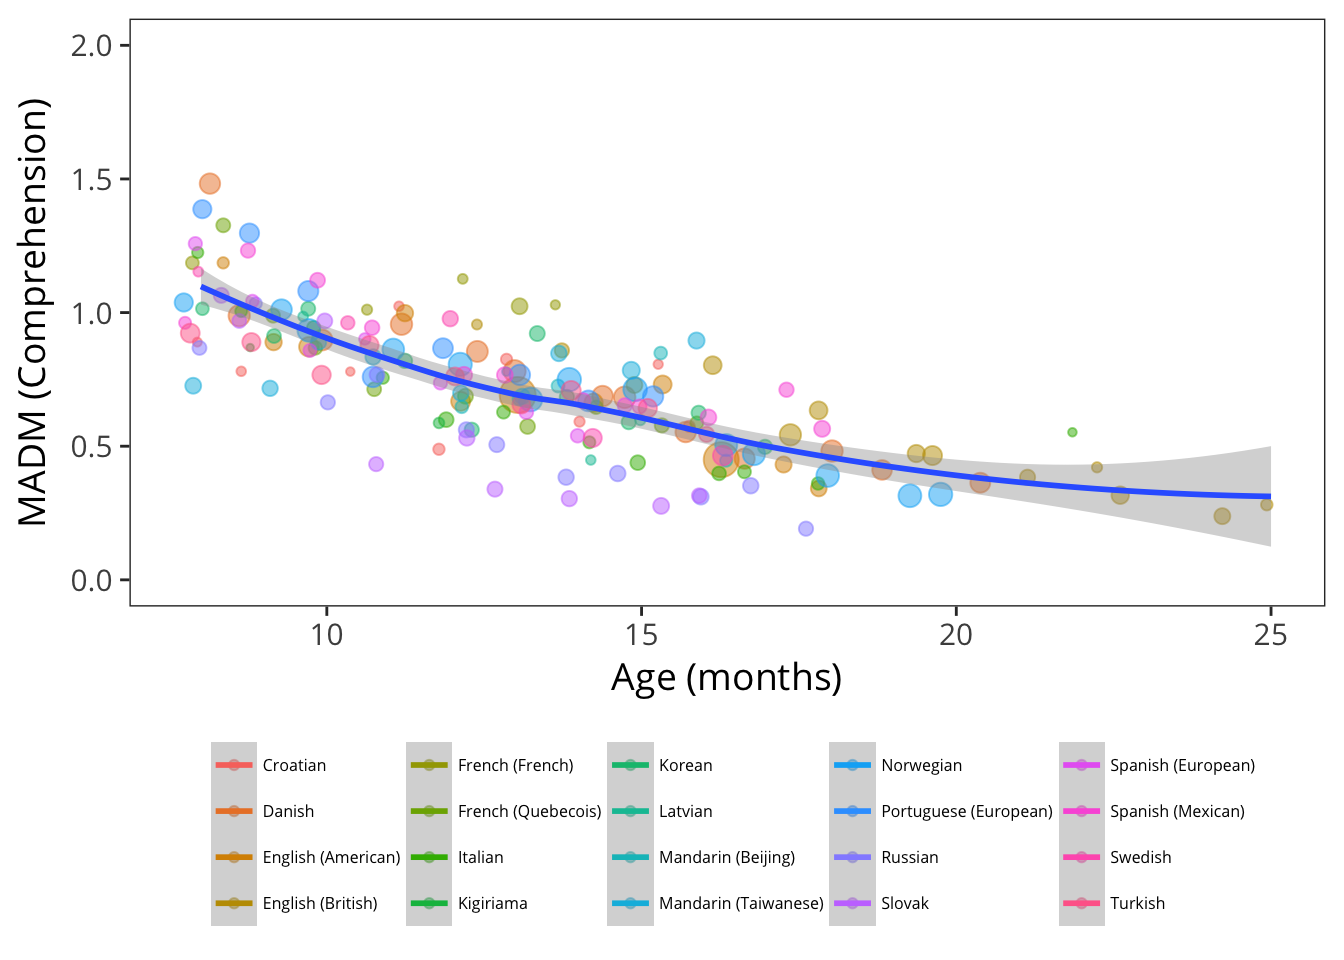 MADM (Comprehension)
2.0
1.5
1.0
0.5
0.0
10 15 20 25
Age (months)
Croatian French (French) Korean Norwegian Spanish (European)
Danish French (Quebecois) Latvian Portuguese (European) Spanish (Mexican)
English (American) Italian Mandarin (Beijing) Russian Swedish
English (British) Kigiriama Mandarin (Taiwanese) Slovak Turkish